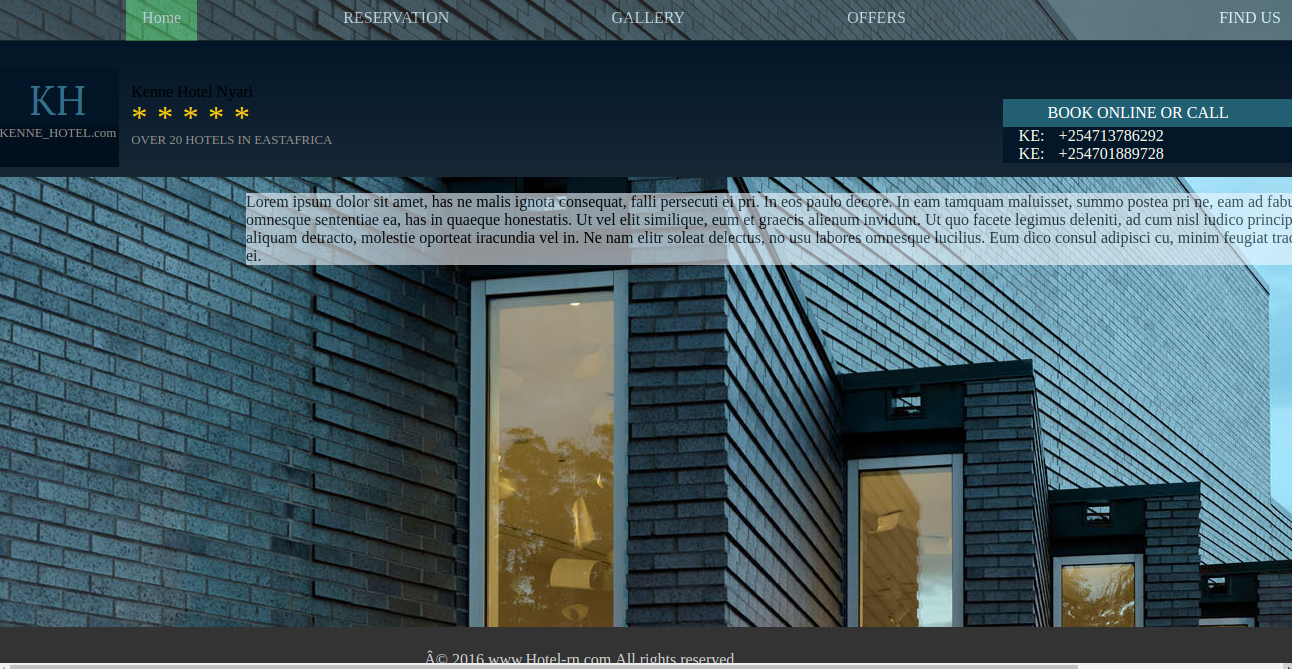 Home RESERVATION GALLERY OFFERS FIND US
KH
KENNE_HOTEL.com
Kenne Hotel Nyari
* * * * *
OVER 20 HOTELS IN EASTAFRICA
BOOK ONLINE OR CALL
KE: +254713786292
KE: +254701889728
Lorem ipsum dolor sit amet, has ne malis ignota consequat, falli persecuti ei pri. In eos paulo decore. In eam tamquam maluisset, summo postea pri ne, eam ad fabu
omnesque sententiae ea, has in quaeque honestatis. Ut vel elit similique, eum et graecis alienum invidunt. Ut quo facete legimus deleniti, ad cum nisl ludico princip
aliquam detracto, molestie oporteat iracundia vel in. Ne nam elitr soleat delectus, no usu labores omnesque lucilius. Eum dico consul adipisci cu, minim feugiat trac
ei.
© 2016 www.Hotel-rn.com.All rights reserved